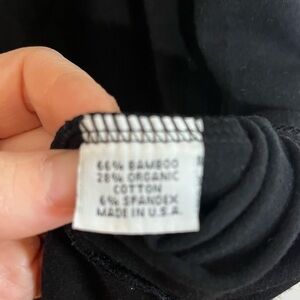 66% BAMBOO
28% ORGANIC
COTTON
6% SPANDEX
MADE IN U.S.A.